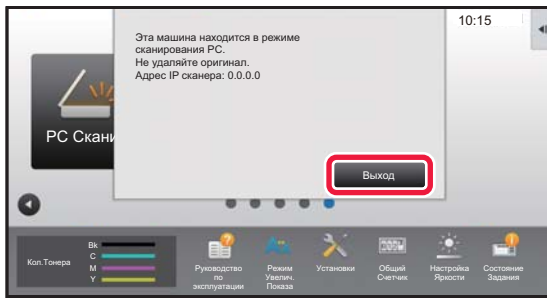 10:15
Эта машина находится в режиме
сканирования PC.
Не удаляйте оригинал.
Адрес IP сканера: 0.0.0.0
PC Скани
Выход
Кол.Тонера
Bk
C
M
Y
Руководство
по
эксплуатации
Режим
Увелич.
Показа
Установки
Общий
Счетчик
Настройка
Яркости
Состояние
Задания